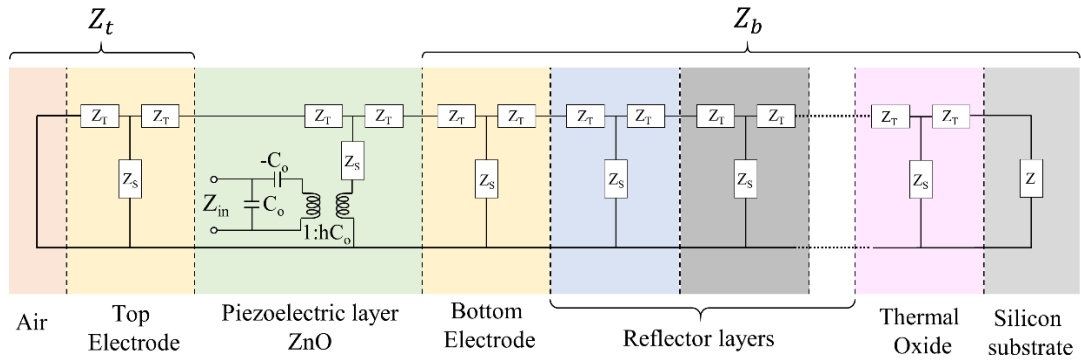 Z_t
Z_b
Z_T Z_T Z_T Z_T Z_T Z_T Z_T Z_T Z_T Z_T Z_T Z_T
Z_S Z_S Z_S Z_S Z_S Z_S Z
-C_o
Z_in C_o
1:hC_o
Air
Top
Electrode
Piezoelectric layer
ZnO
Bottom
Electrode
Reflector layers
Thermal
Oxide
Silicon
substrate